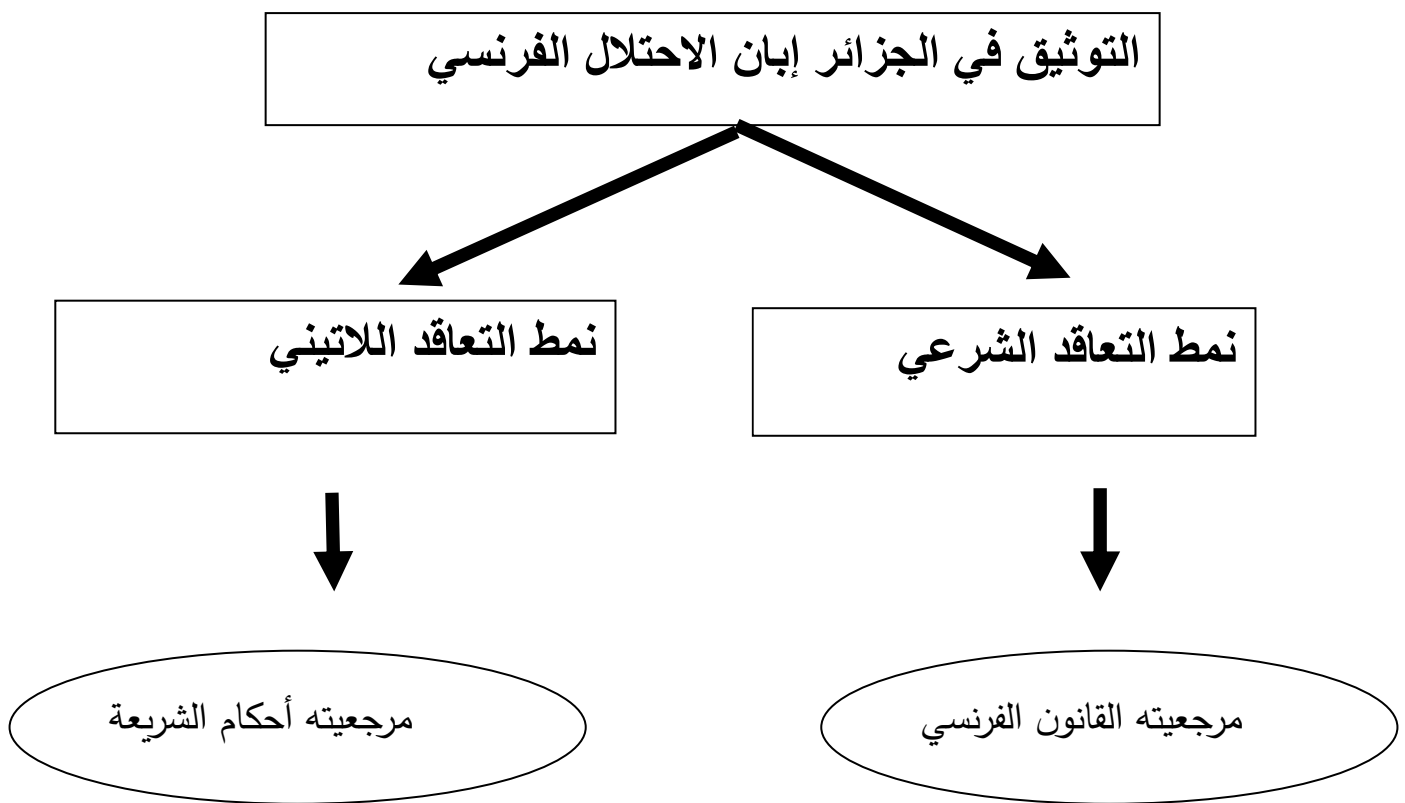 التوثيق في الجزائر إبان الاحتلال الفرنسي
نمط التعاقد الشرعي
نمط التعاقد اللاتيني
مرجعيته القانون الفرنسي
مرجعيته أحكام الشريعة